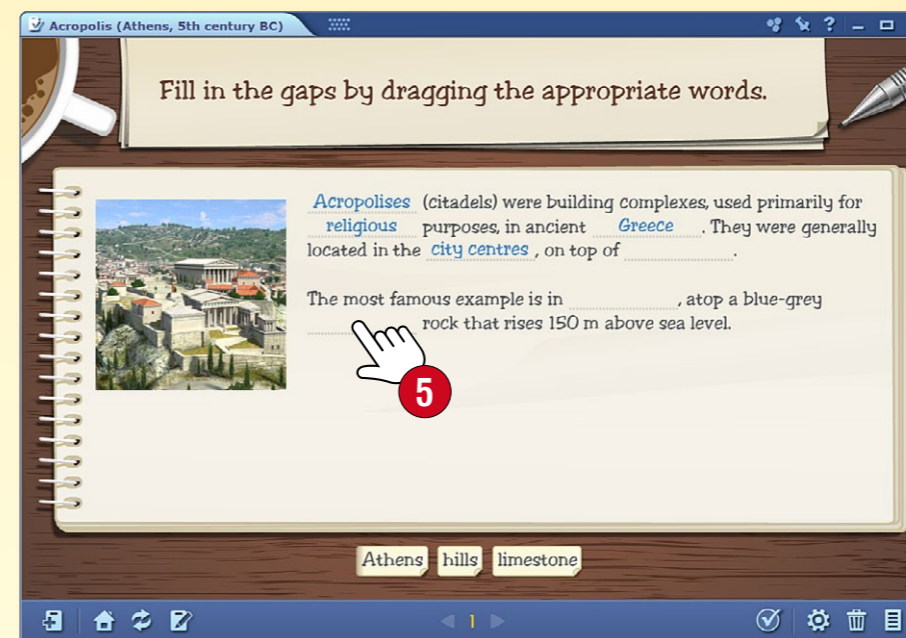 Acropolis (Athens, 5th century BC)
Fill in the gaps by dragging the appropriate words.
Acropolises (citadels) were building complexes, used primarily for
religious purposes, in ancient Greece. They were generally
located in the city centres, on top of .
The most famous example is in , atop a blue-grey
rock that rises 150 m above sea level.
5
Athens hills limestone
1